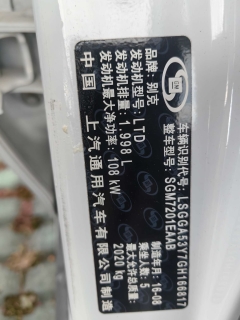 品牌:别克
发动机型号:LTD
发动机排量:1.998 L
发动机最大净功率:108 kW
车辆识别代号:LSGGA53Y7GH166817
整车型号:SGM7201EAAB
制造年月:16-08
乘坐人数:5
最大允许总质量:2020 kg
中国 上汽通用汽车有限公司制造